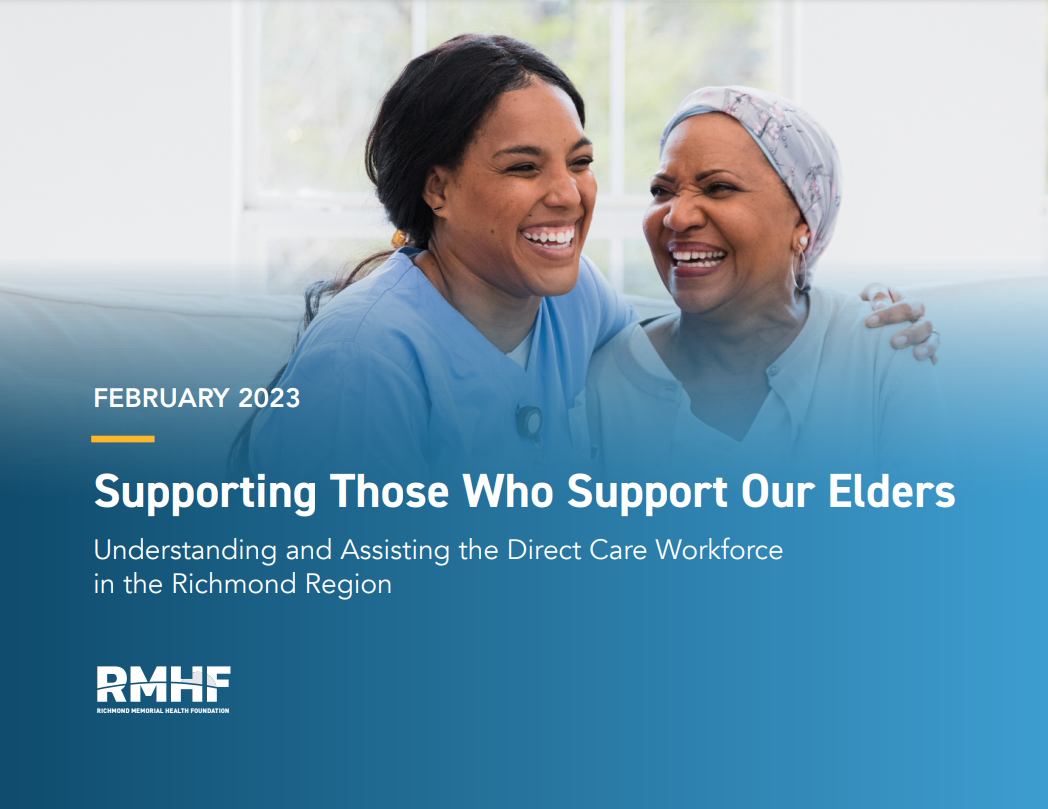 FEBRUARY 2023
Supporting Those Who Support Our Elders
Understanding and Assisting the Direct Care Workforce
in the Richmond Region
RMHF
RICHMOND MEMORIAL HEALTH FOUNDATION